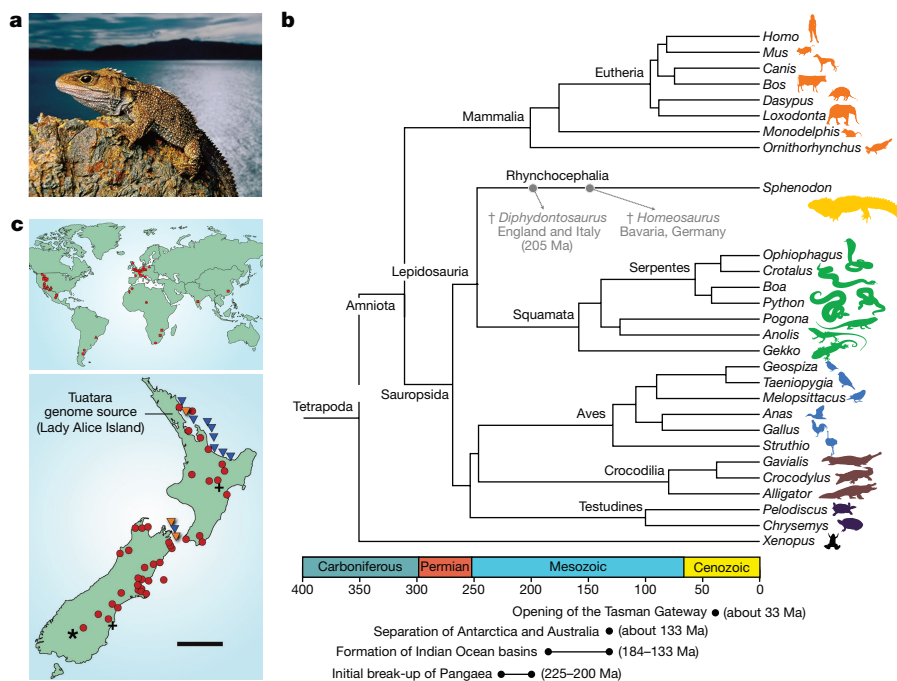 a
b
Homo
Mus
Canis
Eutheria
Bos
Dasypus
Mammalia
Loxodonta
Monodelphis
Ornithorhynchus
Rhynchocephalia
Sphenodon
† Diphydontosaurus
England and Italy
(205 Ma)
† Homeosaurus
Bavaria, Germany
c
Lepidosauria
Ophiophagus
Serpentes
Crotalus
Boa
Python
Amniota
Squamata
Pogona
Anolis
Gekko
Geospiza
Taeniopygia
Sauropsida
Melopsittacus
Tetrapoda
Aves
Anas
Gallus
Struthio
Gavialis
Crocodilia
Crocodylus
Alligator
Testudines
Pelodiscus
Chrysemys
Xenopus
Tuatara
genome source
(Lady Alice Island)
Carboniferous Permian Mesozoic Cenozoic
400 350 300 250 200 150 100 50 0
Opening of the Tasman Gateway (about 33 Ma)
Separation of Antarctica and Australia (about 133 Ma)
Formation of Indian Ocean basins (184–133 Ma)
Initial break-up of Pangaea (225–200 Ma)